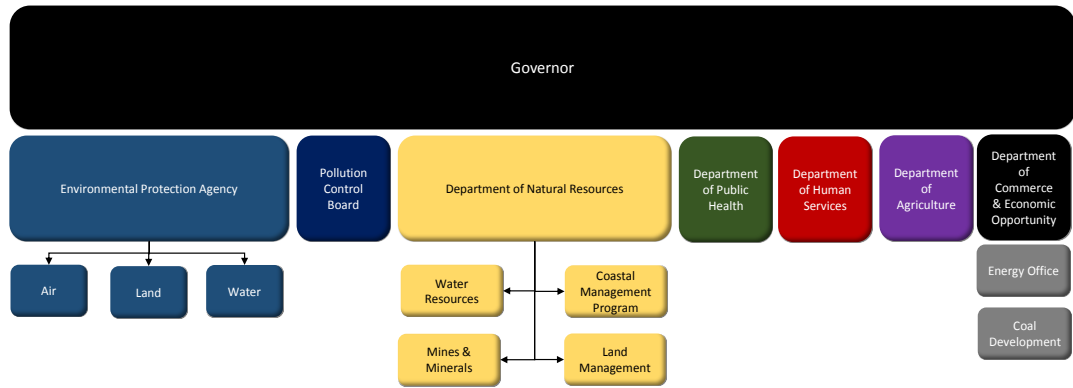 Governor
Environmental Protection Agency
Pollution
Control
Board
Department of Natural Resources
Department
of Public
Health
Department
of Human
Services
Department
of
Agriculture
Department
of
Commerce
& Economic
Opportunity
Air
Land
Water
Water
Resources
Coastal
Management
Program
Mines &
Minerals
Land
Management
Energy Office
Coal
Development